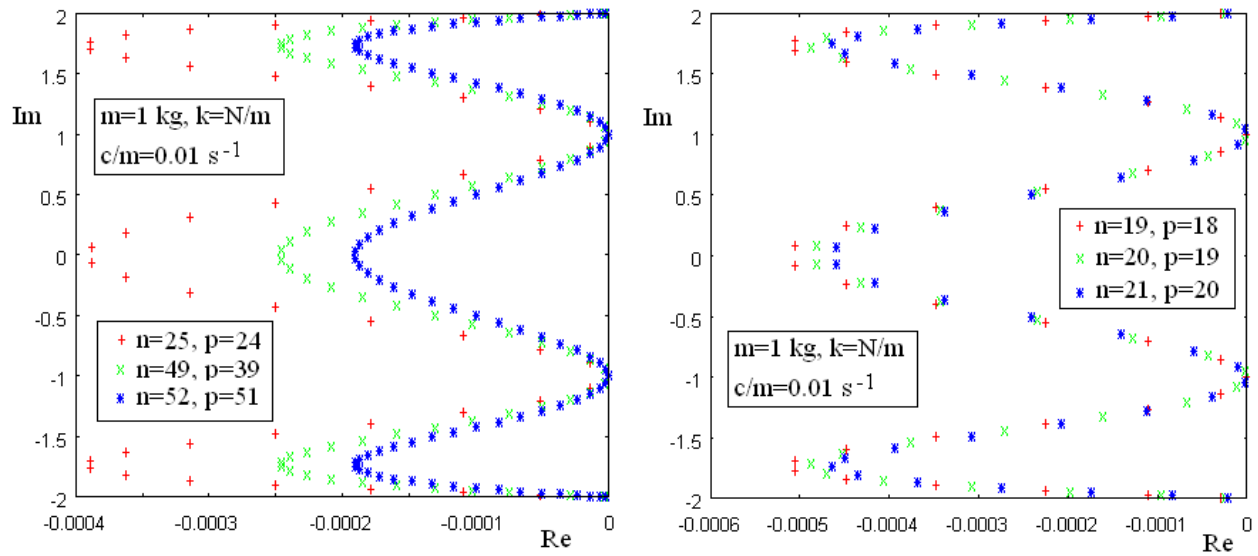 2
1.5
1
0.5
0
-0.5
-1
-1.5
-2
Im
m=1 kg, k=N/m
c/m=0.01 s-1
n=25, p=24
n=49, p=39
n=52, p=51
-0.0004
-0.0003
-0.0002
-0.0001
0
Re
2
1.5
1
0.5
0
-0.5
-1
-1.5
-2
Im
n=19, p=18
n=20, p=19
n=21, p=20
m=1 kg, k=N/m
c/m=0.01 s-1
-0.0006
-0.0005
-0.0004
-0.0003
-0.0002
-0.0001
0
Re